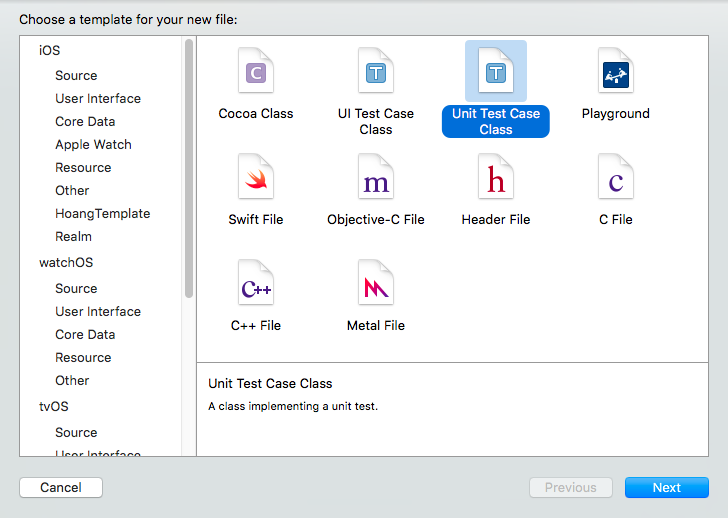 Choose a template for your new file:
iOS
Source
User Interface
Core Data
Apple Watch
Resource
Other
HoangTemplate
Realm
watchOS
Source
User Interface
Core Data
Resource
Other
tvOS
Source
User Interface
C
Cocoa Class
T
UI Test Case
Class
T
Unit Test Case
Class
Playground
Swift File
m
Objective-C File
h
Header File
c
C File
C++
C++ File
Metal File
Unit Test Case Class
A class implementing a unit test.
Cancel
Previous
Next